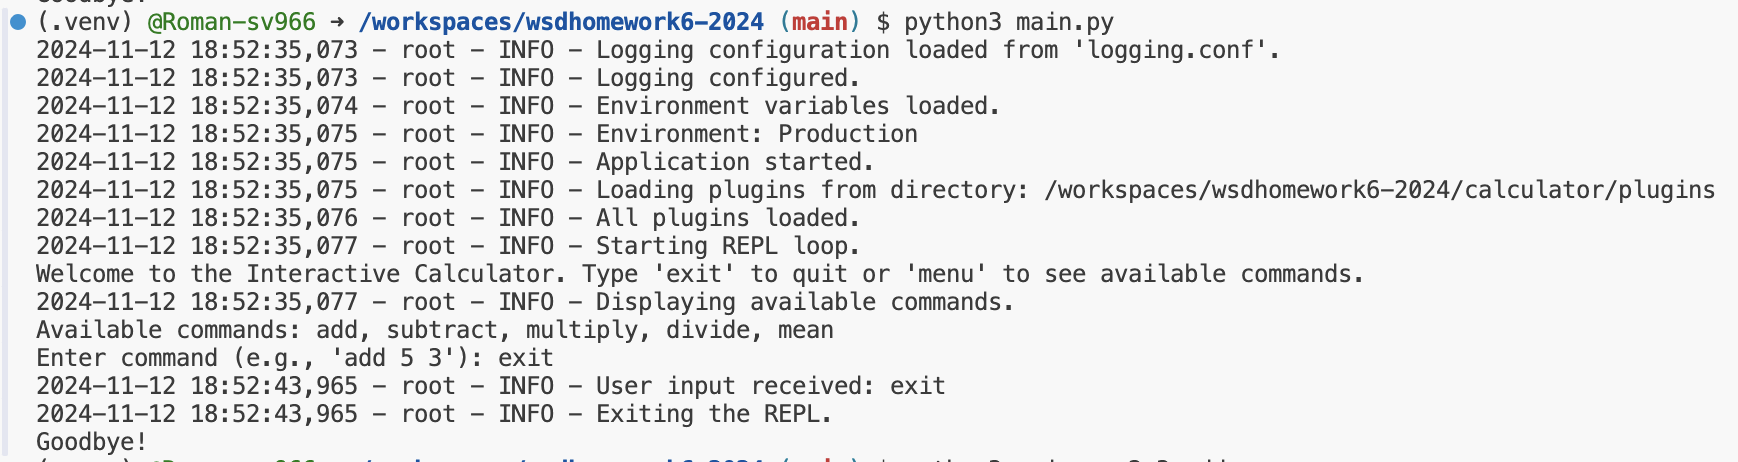 (.venv) @Roman-sv966 ➜ /workspaces/wsdhomework6-2024 (main) $ python3 main.py
2024-11-12 18:52:35,073 - root - INFO - Logging configuration loaded from 'logging.conf'.
2024-11-12 18:52:35,073 - root - INFO - Logging configured.
2024-11-12 18:52:35,074 - root - INFO - Environment variables loaded.
2024-11-12 18:52:35,075 - root - INFO - Environment: Production
2024-11-12 18:52:35,075 - root - INFO - Application started.
2024-11-12 18:52:35,075 - root - INFO - Loading plugins from directory: /workspaces/wsdhomework6-2024/calculator/plugins
2024-11-12 18:52:35,076 - root - INFO - All plugins loaded.
2024-11-12 18:52:35,077 - root - INFO - Starting REPL loop.
Welcome to the Interactive Calculator. Type 'exit' to quit or 'menu' to see available commands.
2024-11-12 18:52:35,077 - root - INFO - Displaying available commands.
Available commands: add, subtract, multiply, divide, mean
Enter command (e.g., 'add 5 3'): exit
2024-11-12 18:52:43,965 - root - INFO - User input received: exit
2024-11-12 18:52:43,965 - root - INFO - Exiting the REPL.
Goodbye!